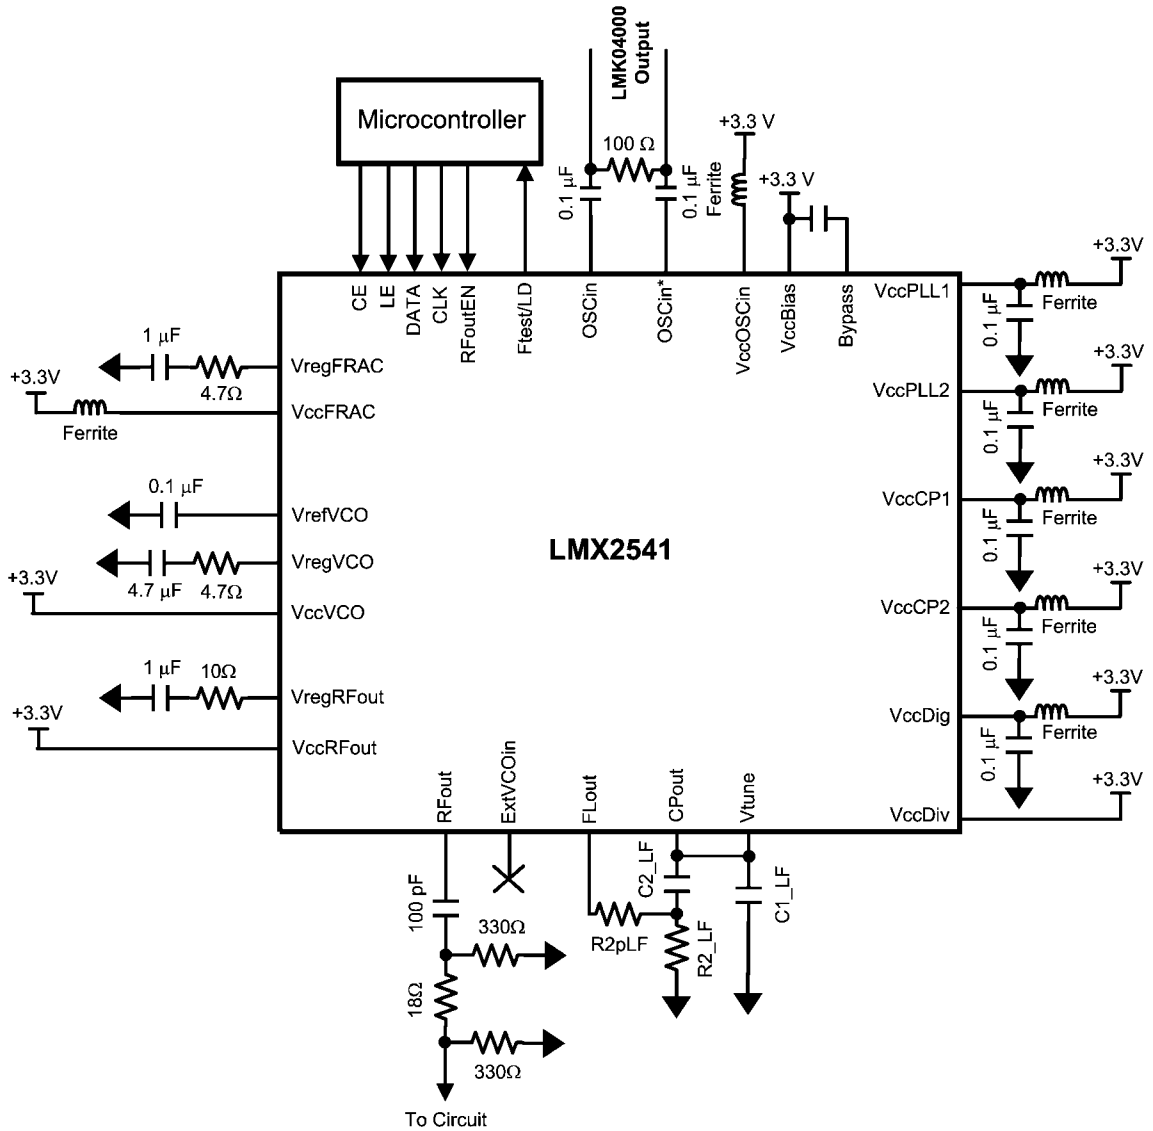 LMK04000
Output
Microcontroller
100 Ω
0.1 µF
0.1 µF
+3.3 V
Ferrite
+3.3 V
CE
LE
DATA
CLK
RFoutEN
Ftest/LD
OSCin
OSCin*
VccOSCin
VccBias
Bypass
1 µF
4.7Ω
VregFRAC
+3.3V
Ferrite
VccFRAC
0.1 µF
VrefVCO
4.7 µF
4.7Ω
VregVCO
+3.3V
VccVCO
1 µF
10Ω
VregRFout
+3.3V
VccRFout
LMX2541
VccPLL1
+3.3V
Ferrite
0.1 µF
VccPLL2
+3.3V
Ferrite
0.1 µF
VccCP1
+3.3V
Ferrite
0.1 µF
VccCP2
+3.3V
Ferrite
0.1 µF
VccDig
+3.3V
Ferrite
0.1 µF
VccDiv
+3.3V
RFout
ExtVCOin
FLout
CPout
Vtune
100 pF
330Ω
18Ω
330Ω
To Circuit
R2pLF
C2_LF
R2_LF
C1_LF